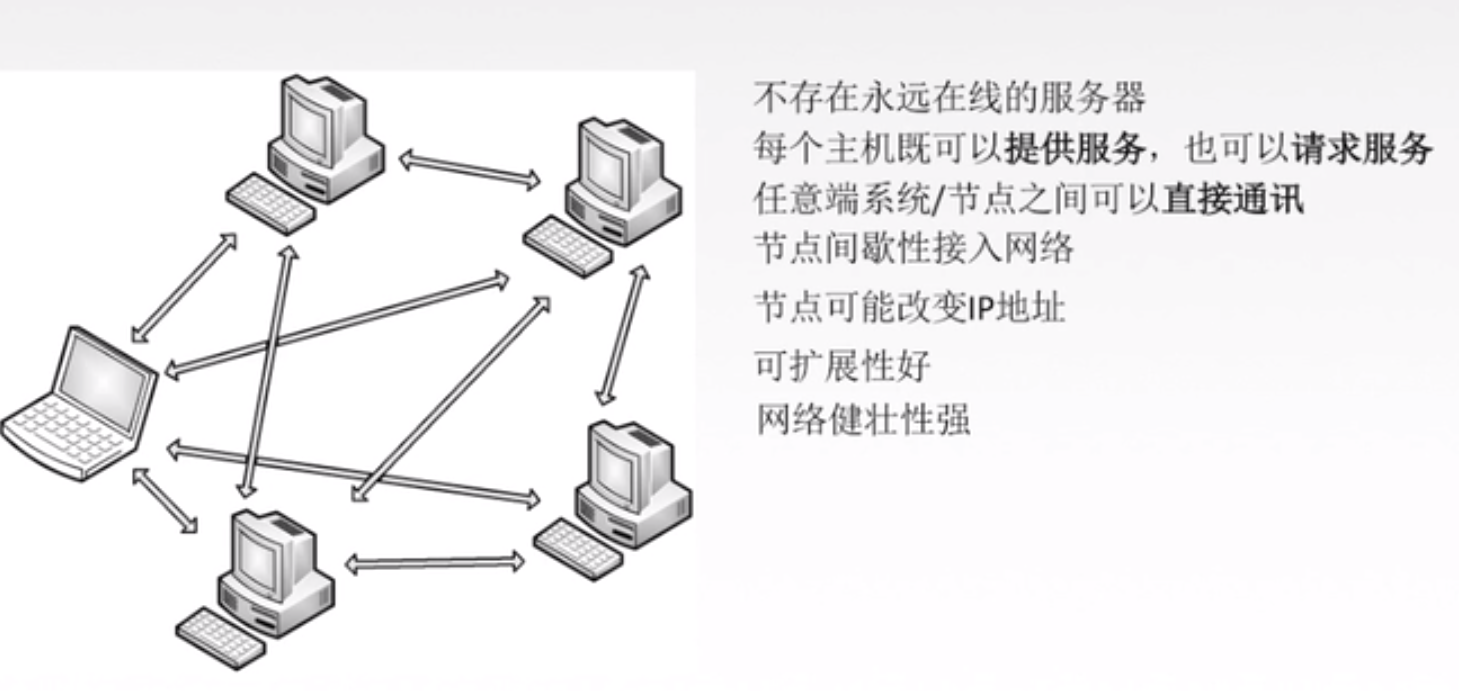 不存在永远在线的服务器
每个主机既可以提供服务，也可以请求服务
任意端系统/节点之间可以直接通讯
节点间歇性接入网络
节点可能改变IP地址
可扩展性好
网络健壮性强